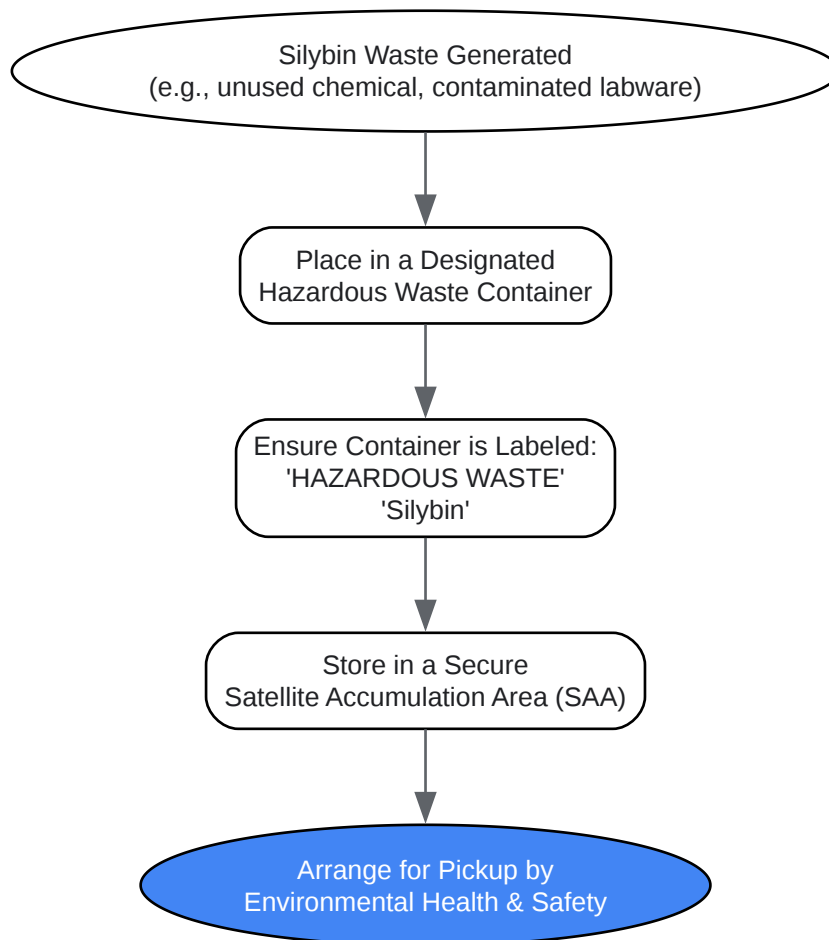 Silybin Waste Generated
(e.g., unused chemical, contaminated labware)
Place in a Designated
Hazardous Waste Container
Ensure Container is Labeled:
'HAZARDOUS WASTE'
'Silybin'
Store in a Secure
Satellite Accumulation Area (SAA)
Arrange for Pickup by
Environmental Health & Safety